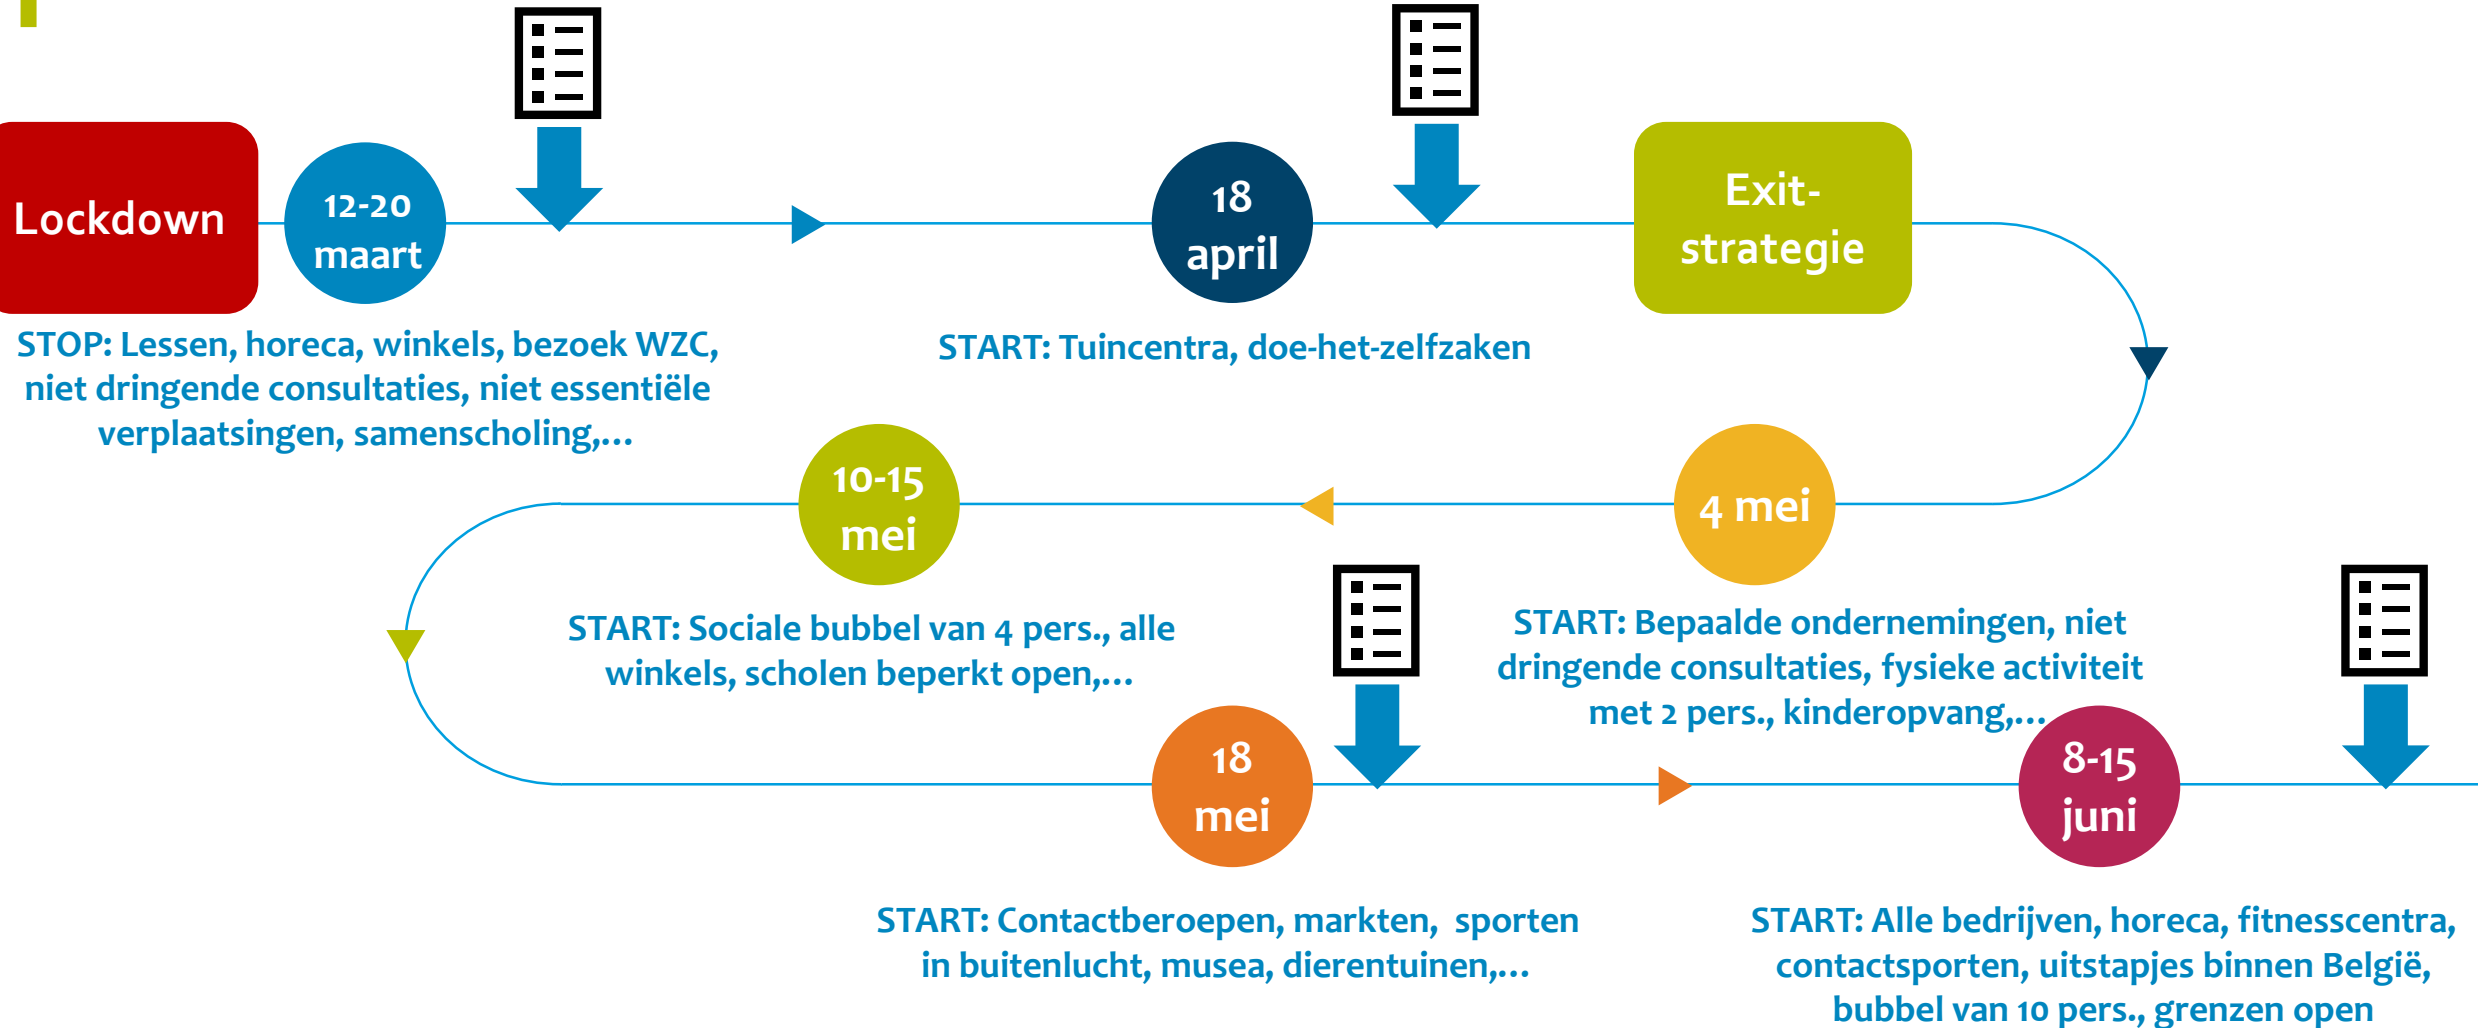 Lockdown
12-20
maart
18
april
Exit-
strategie
STOP: Lessen, horeca, winkels, bezoek WZC,
niet dringende consultaties, niet essentiële
verplaatsingen, samenscholing,...
START: Tuincentra, doe-het-zelfzaken
4 mei
START: Bepaalde ondernemingen, niet
dringende consultaties, fysieke activiteit
met 2 pers., kinderopvang,...
10-15
mei
START: Sociale bubbel van 4 pers., alle
winkels, scholen beperkt open,...
18
mei
START: Contactberoepen, markten, sporten
in buitenlucht, musea, dierentuinen,...
8-15
juni
START: Alle bedrijven, horeca, fitnesscentra,
contactsporten, uitstapjes binnen België,
bubbel van 10 pers., grenzen open